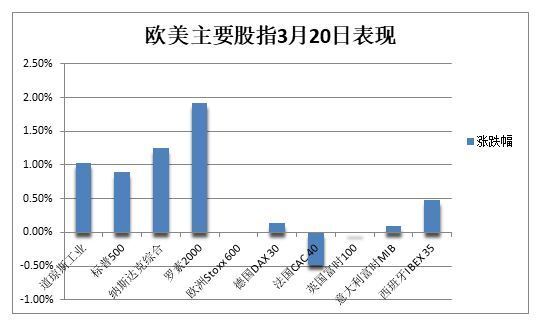 欧美主要股指3月20日表现
2.50%
2.00%
1.50%
1.00%
0.50%
0.00%
-0.50%
-1.00%
道琼斯工业
标普500
纳斯达克综合
罗素2000
欧洲Stoxx 600
德国DAX 30
法国CAC 40
英国富时100
意大利富时MIB
西班牙IBEX 35
涨跌幅